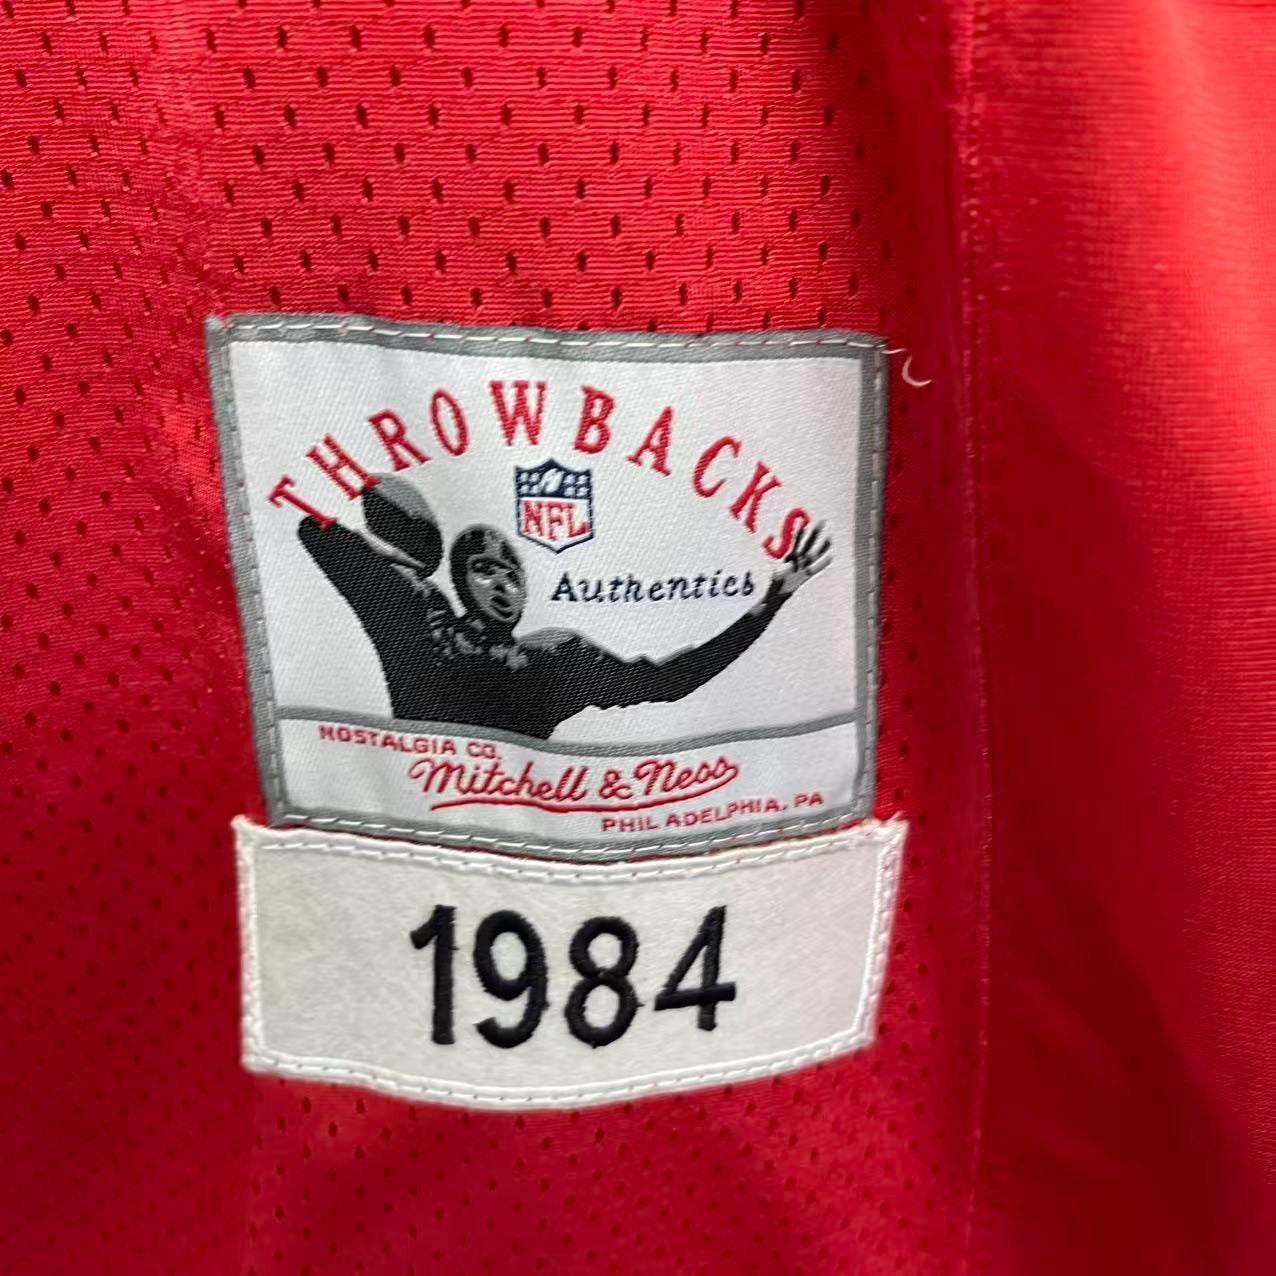 THROWBACKS
NFL
Authentics
NOSTALGIA CO.
Mitchell & Ness
PHILADELPHIA, PA
1984